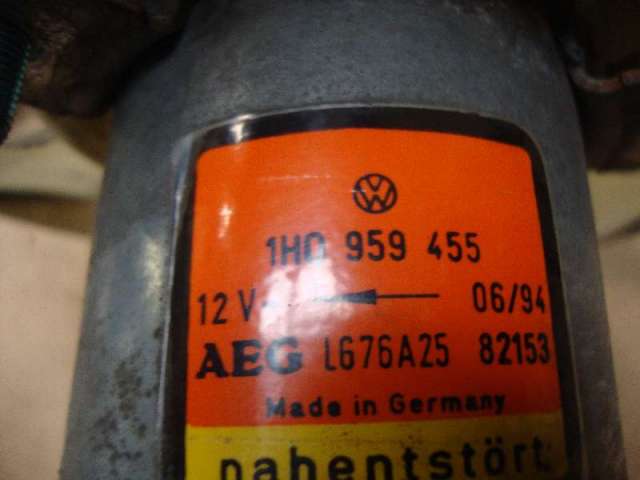 1H0 959 455
12 V 06/94
AEG L676A25 82153
Made in Germany
nahentstört